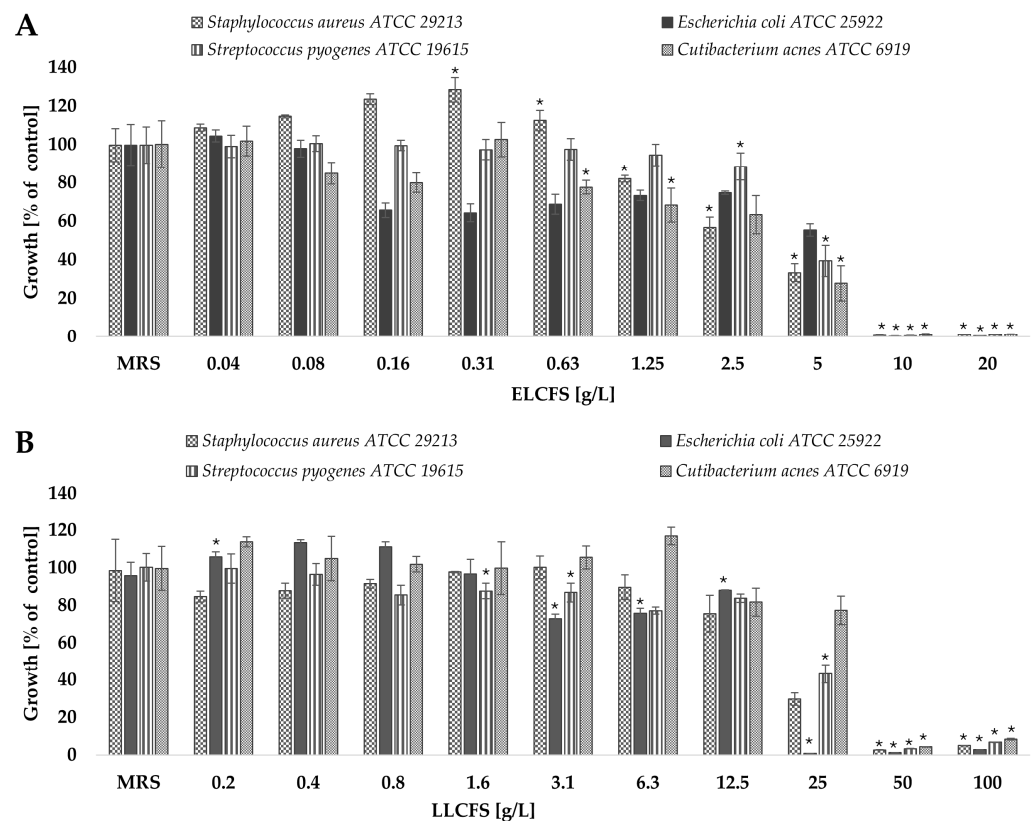 A
Staphylococcus aureus ATCC 29213
Escherichia coli ATCC 25922
Streptococcus pyogenes ATCC 19615
Cutibacterium acnes ATCC 6919
Growth [% of control]
140
120
100
80
60
40
20
0
* * * * * * * * * * * * * * * * * *
MRS 0.04 0.08 0.16 0.31 0.63 1.25 2.5 5 10 20
ELCFS [g/L]
B
Staphylococcus aureus ATCC 29213
Escherichia coli ATCC 25922
Streptococcus pyogenes ATCC 19615
Cutibacterium acnes ATCC 6919
Growth [% of control]
140
120
100
80
60
40
20
0
* * * * * * * * * * * * * * * *
MRS 0.2 0.4 0.8 1.6 3.1 6.3 12.5 25 50 100
LLCFS [g/L]